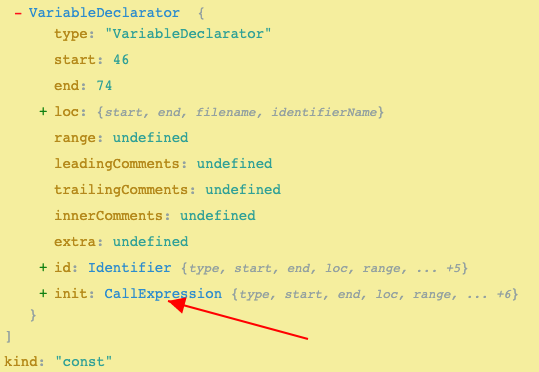 – VariableDeclarator {
type: "VariableDeclarator"
start: 46
end: 74
+ loc: {start, end, filename, identifierName}
range: undefined
leadingComments: undefined
trailingComments: undefined
innerComments: undefined
extra: undefined
+ id: Identifier {type, start, end, loc, range, ... +5}
+ init: CallExpression {type, start, end, loc, range, ... +6}
}
]
kind: "const"